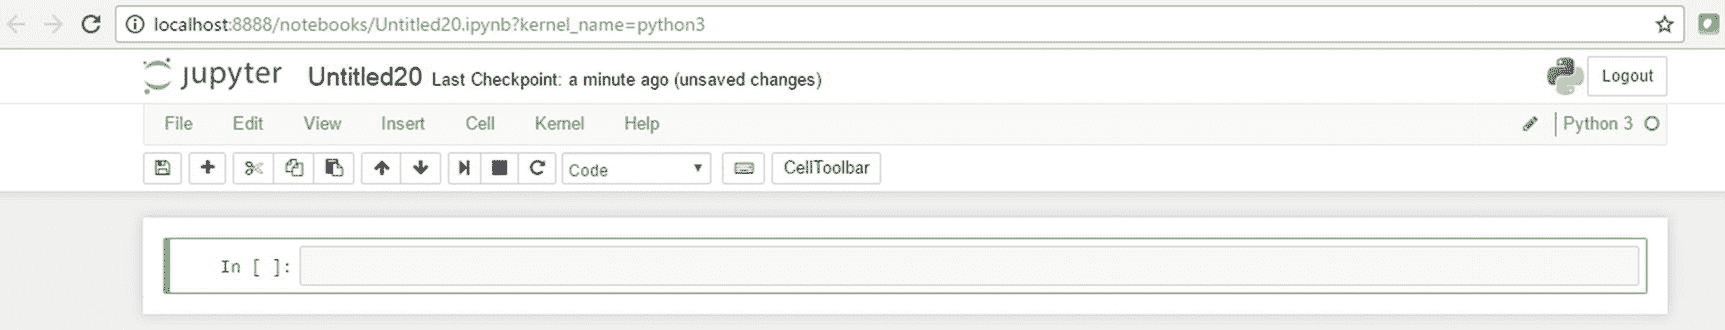 localhost:8888/notebooks/Untitled20.ipynb?kernel_name=python3
jupyter Untitled20 Last Checkpoint: a minute ago (unsaved changes) Logout
File Edit View Insert Cell Kernel Help Python 3
Code CellToolbar
In [ ]: